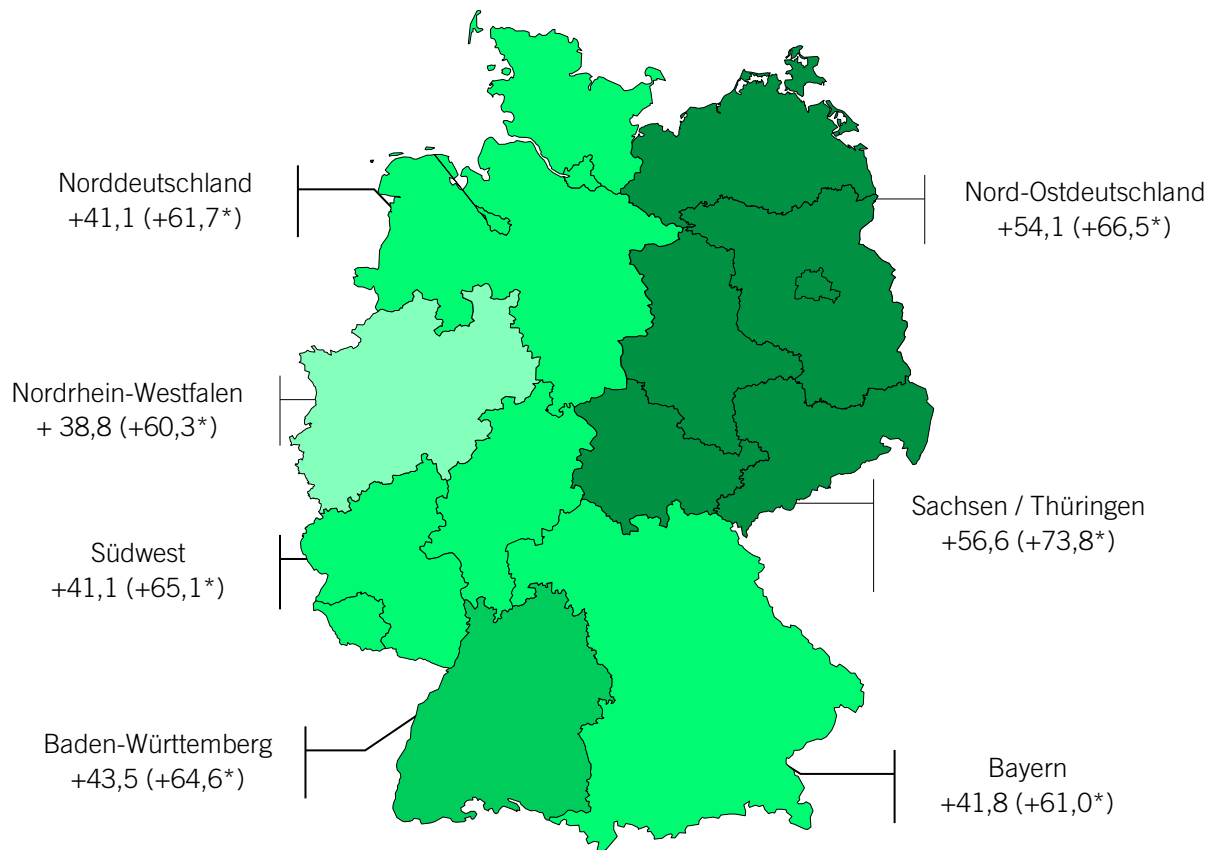 Norddeutschland
+41,1 (+61,7*)
Nord-Ostdeutschland
+54,1 (+66,5*)
Nordrhein-Westfalen
+ 38,8 (+60,3*)
Sachsen / Thüringen
+56,6 (+73,8*)
Südwest
+41,1 (+65,1*)
Baden-Württemberg
+43,5 (+64,6*)
Bayern
+41,8 (+61,0*)